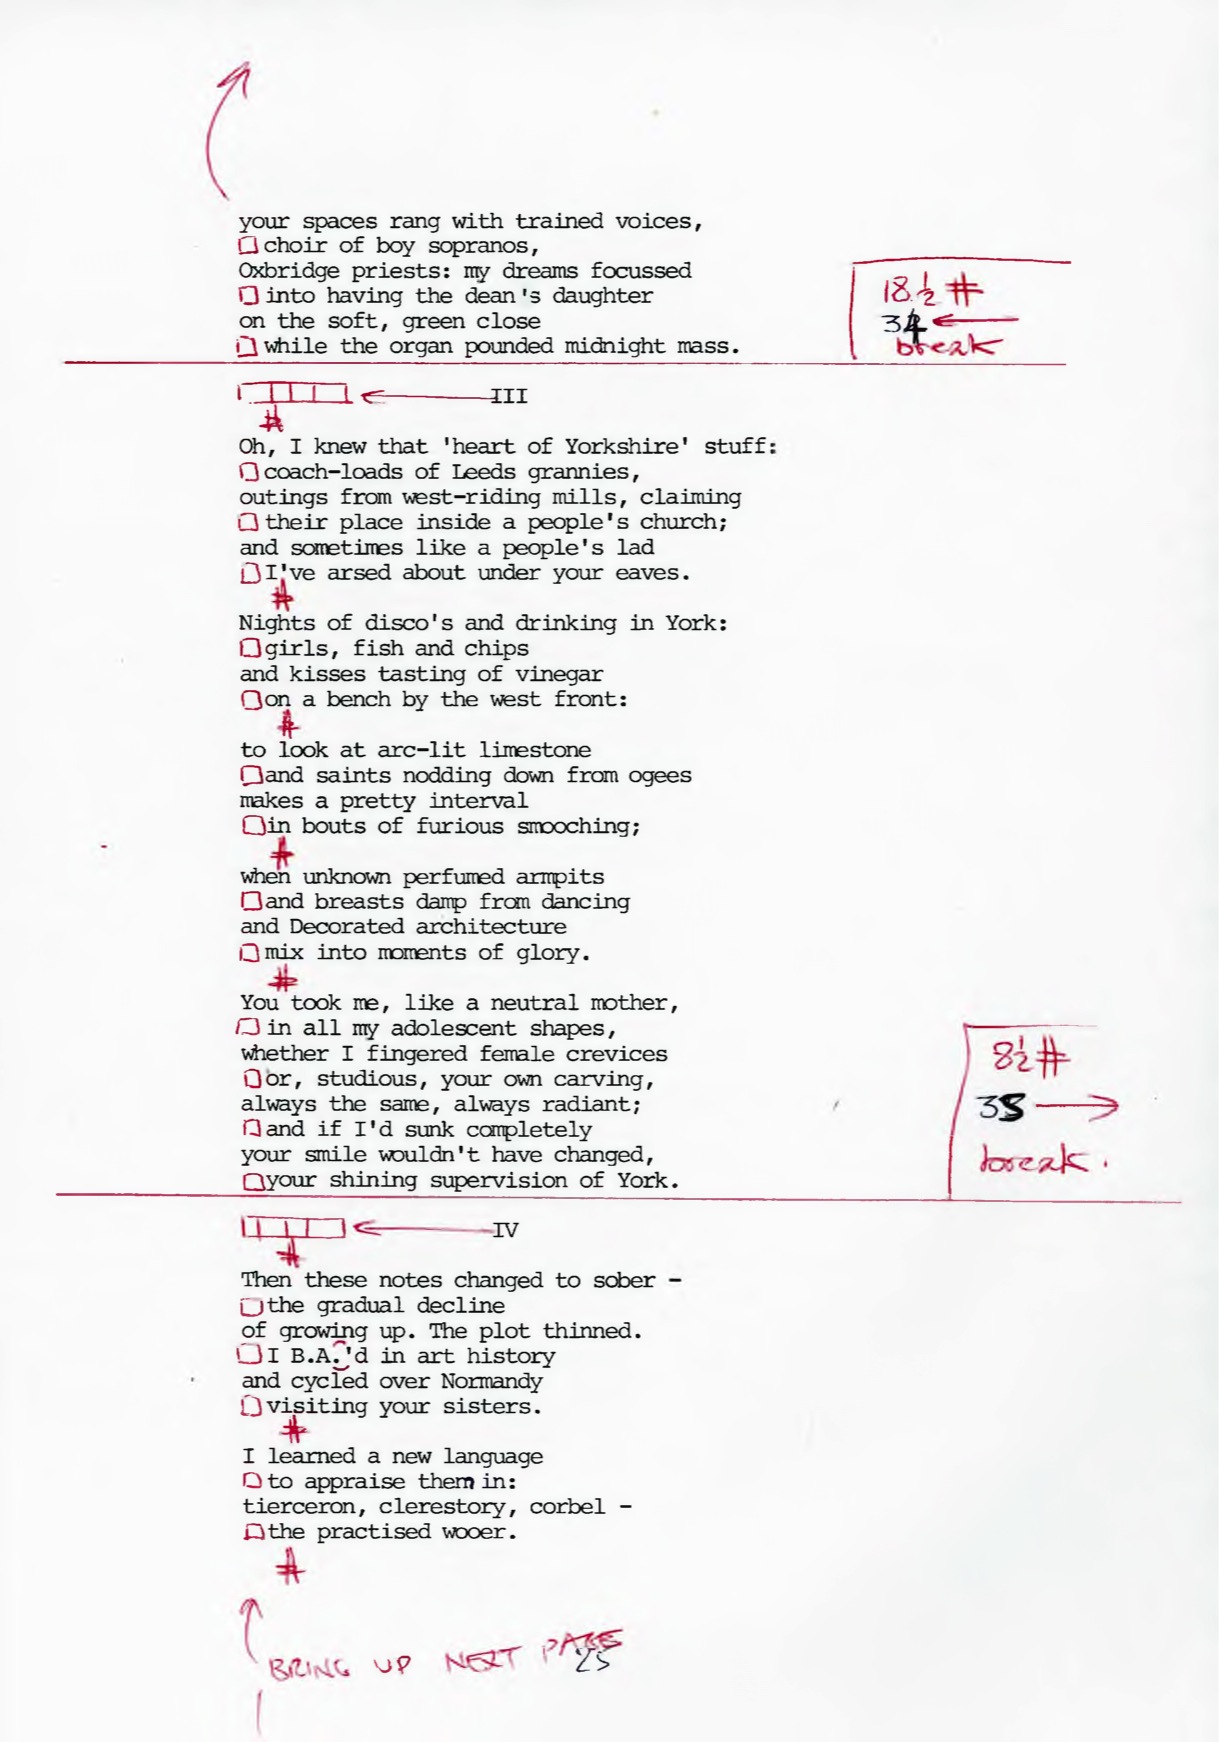 your spaces rang with trained voices,
choir of boy sopranos,
Oxbridge priests: my dreams focussed
into having the dean's daughter
on the soft, green close
while the organ pounded midnight mass.
18½ #
34 ←
break
III
#
Oh, I knew that 'heart of Yorkshire' stuff:
coach-loads of Leeds grannies,
outings from west-riding mills, claiming
their place inside a people's church;
and sometimes like a people's lad
I've arsed about under your eaves.
#
Nights of disco's and drinking in York:
girls, fish and chips
and kisses tasting of vinegar
on a bench by the west front:
#
to look at arc-lit limestone
and saints nodding down from ogees
makes a pretty interval
in bouts of furious smooching;
#
when unknown perfumed armpits
and breasts damp from dancing
and Decorated architecture
mix into moments of glory.
#
You took me, like a neutral mother,
in all my adolescent shapes,
whether I fingered female crevices
or, studious, your own carving,
always the same, always radiant;
and if I'd sunk completely
your smile wouldn't have changed,
your shining supervision of York.
8½ #
35 →
break.
IV
#
Then these notes changed to sober -
the gradual decline
of growing up. The plot thinned.
I B.A.'d in art history
and cycled over Normandy
visiting your sisters.
#
I learned a new language
to appraise them in:
tierceron, clerestory, corbel -
the practised wooer.
#
BRING UP NEXT PAGE
25